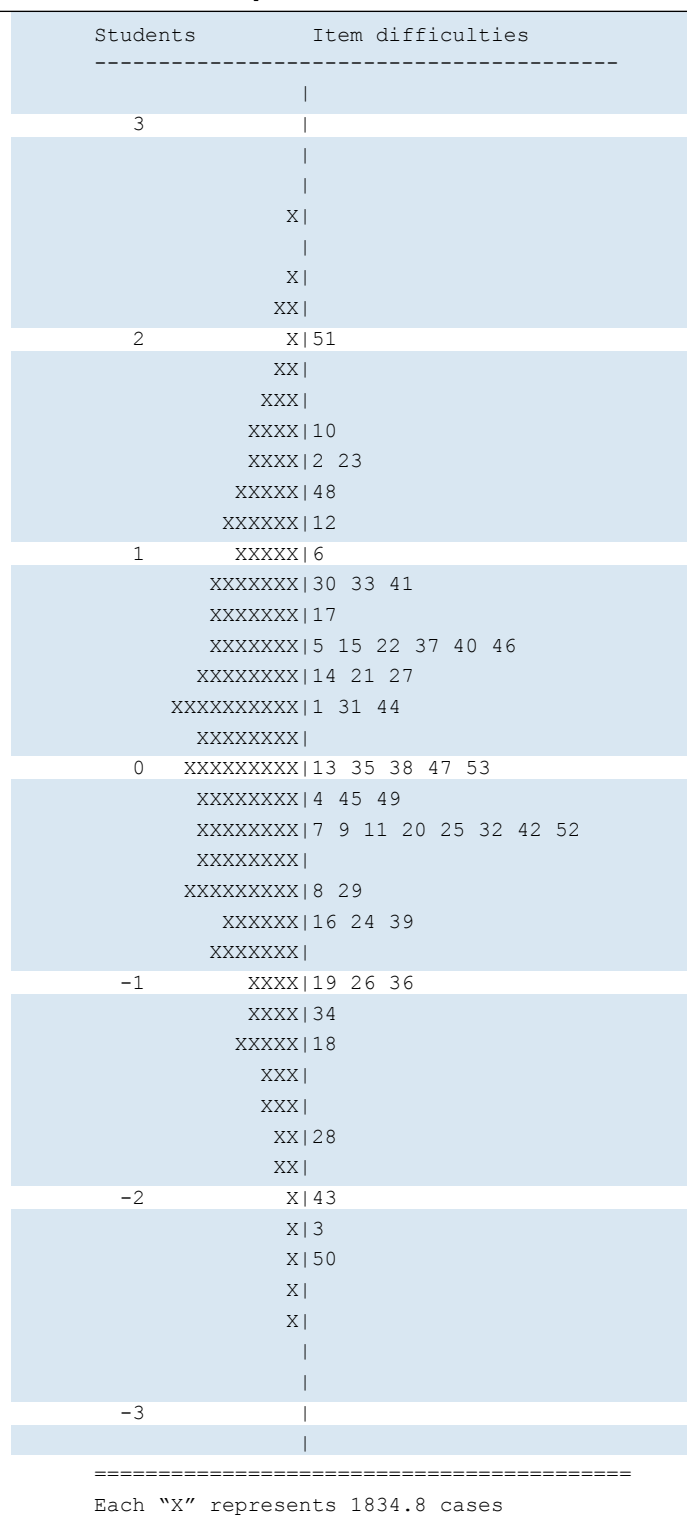 Students Item difficulties
-----------------------------------------
|
3 |
|
|
X|
|
X|
XX|
2 X|51
XX|
XXX|
XXXX|10
XXXX|2 23
XXXXX|48
XXXXXX|12
1 XXXXX|6
XXXXXXX|30 33 41
XXXXXXX|17
XXXXXXX|5 15 22 37 40 46
XXXXXXXX|14 21 27
XXXXXXXXXX|1 31 44
XXXXXXXX|
0 XXXXXXXXX|13 35 38 47 53
XXXXXXXX|4 45 49
XXXXXXXX|7 9 11 20 25 32 42 52
XXXXXXXX|
XXXXXXXXX|8 29
XXXXXX|16 24 39
XXXXXXX|
-1 XXXX|19 26 36
XXXX|34
XXXXX|18
XXX|
XXX|
XX|28
XX|
-2 X|43
X|3
X|50
X|
X|
|
|
-3 |
|
==========================================
Each “X” represents 1834.8 cases